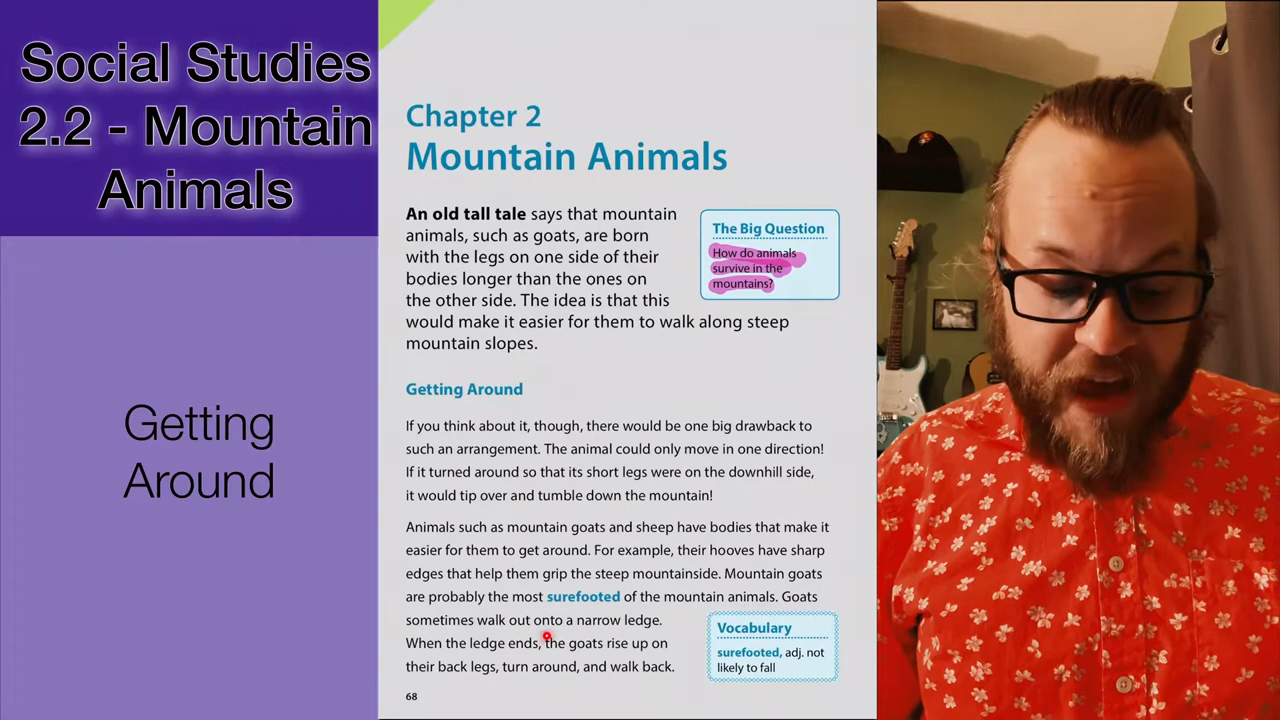 Social Studies
2.2 - Mountain
Animals
Getting
Around
Chapter 2
Mountain Animals
An old tall tale says that mountain
animals, such as goats, are born
with the legs on one side of their
bodies longer than the ones on
the other side. The idea is that this
would make it easier for them to walk along steep
mountain slopes.
The Big Question
How do animals
survive in the
mountains?
Getting Around
If you think about it, though, there would be one big drawback to
such an arrangement. The animal could only move in one direction!
If it turned around so that its short legs were on the downhill side,
it would tip over and tumble down the mountain!
Animals such as mountain goats and sheep have bodies that make it
easier for them to get around. For example, their hooves have sharp
edges that help them grip the steep mountainside. Mountain goats
are probably the most surefooted of the mountain animals. Goats
sometimes walk out onto a narrow ledge.
When the ledge ends, the goats rise up on
their back legs, turn around, and walk back.
Vocabulary
surefooted, adj. not
likely to fall
68